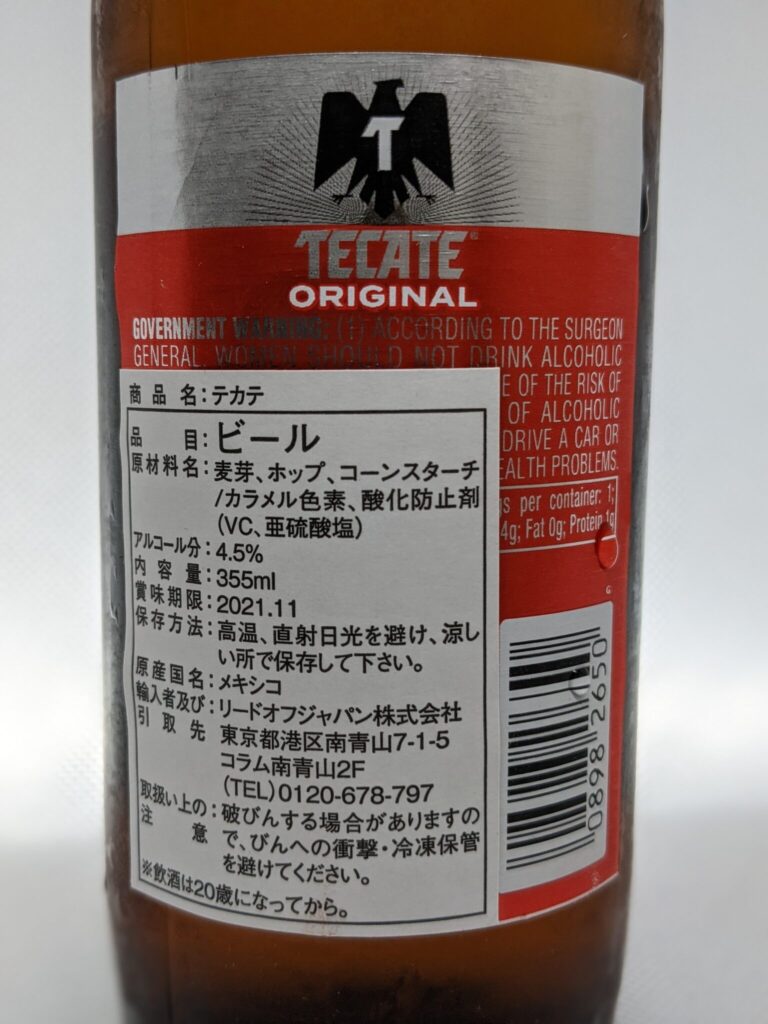 T
TECATE®
ORIGINAL
GOVERNMENT WARNING: (1) ACCORDING TO THE SURGEON
GENERAL, WOMEN SHOULD NOT DRINK ALCOHOLIC
E OF THE RISK OF
OF ALCOHOLIC
DRIVE A CAR OR
EALTH PROBLEMS.
gs per container: 1;
4g; Fat 0g; Protein 1g
商品名:テカテ
品目:ビール
原材料名:麦芽、ホップ、コーンスターチ
/カラメル色素、酸化防止剤
(VC、亜硫酸塩)
アルコール分:4.5%
内容量:355ml
賞味期限:2021.11
保存方法:高温、直射日光を避け、涼し
い所で保存して下さい。
原産国名:メキシコ
輸入者及び:リードオフジャパン株式会社
引取先 東京都港区南青山7-1-5
コラム南青山2F
(TEL)0120-678-797
取扱い上の:破びんする場合がありますの
注意 で、びんへの衝撃・冷凍保管
を避けてください。
※飲酒は20歳になってから。
0898 2650